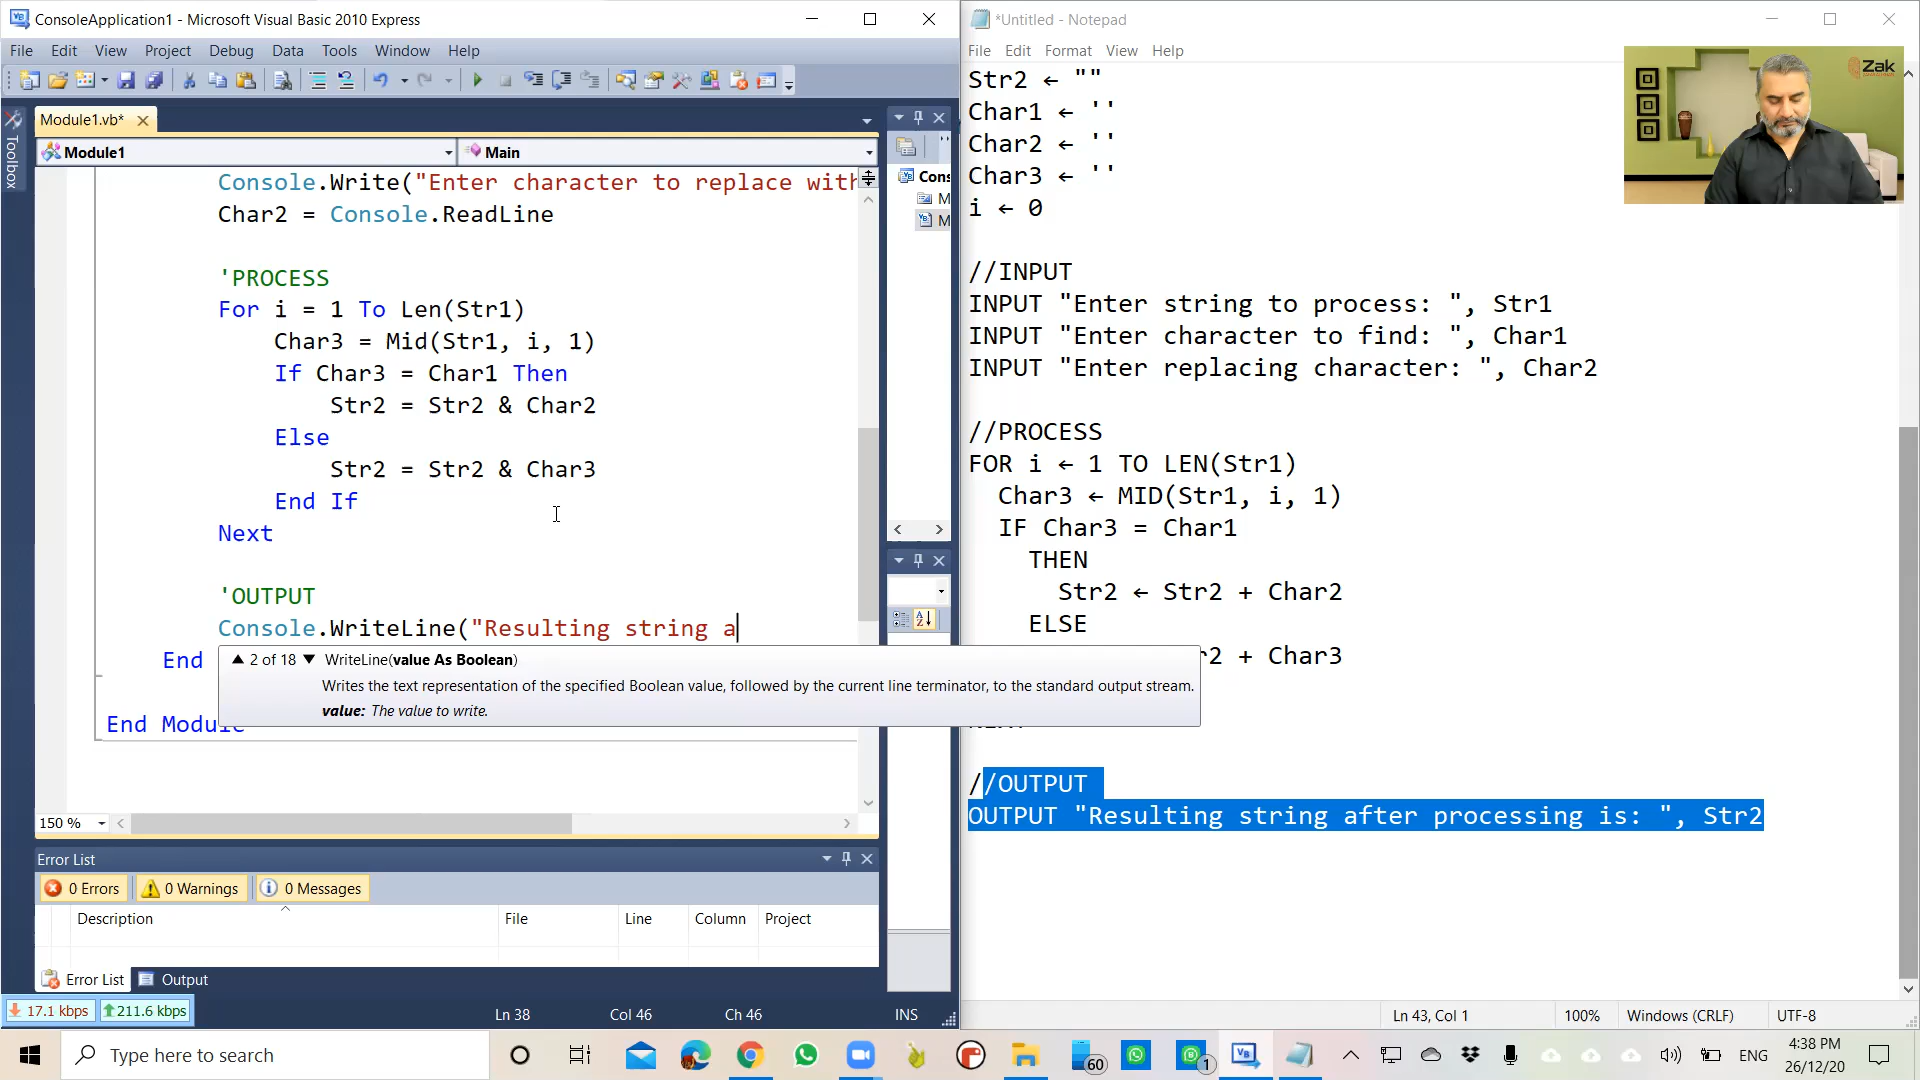 ConsoleApplication1 - Microsoft Visual Basic 2010 Express
File Edit View Project Debug Data Tools Window Help
Toolbox
Module1.vb*
Module1
Main
Console.Write("Enter character to replace with
Char2 = Console.ReadLine
'PROCESS
For i = 1 To Len(Str1)
Char3 = Mid(Str1, i, 1)
If Char3 = Char1 Then
Str2 = Str2 & Char2
Else
Str2 = Str2 & Char3
End If
Next
'OUTPUT
Console.WriteLine("Resulting string a
End
2 of 18 WriteLine(value As Boolean)
Writes the text representation of the specified Boolean value, followed by the current line terminator, to the standard output stream.
value: The value to write.
End Module
150 %
Cons
M
M
Error List
0 Errors 0 Warnings 0 Messages
Description File Line Column Project
Error List Output
17.1 kbps 211.6 kbps
Ln 38 Col 46 Ch 46 INS
*Untitled - Notepad
File Edit Format View Help
Str2 ← ""
Char1 ← ''
Char2 ← ''
Char3 ← ''
i ← 0
//INPUT
INPUT "Enter string to process: ", Str1
INPUT "Enter character to find: ", Char1
INPUT "Enter replacing character: ", Char2
//PROCESS
FOR i ← 1 TO LEN(Str1)
Char3 ← MID(Str1, i, 1)
IF Char3 = Char1
THEN
Str2 ← Str2 + Char2
ELSE
r2 + Char3
//OUTPUT
OUTPUT "Resulting string after processing is: ", Str2
Ln 43, Col 1 100% Windows (CRLF) UTF-8
Zak
Type here to search
60
1
ENG
4:38 PM
26/12/20